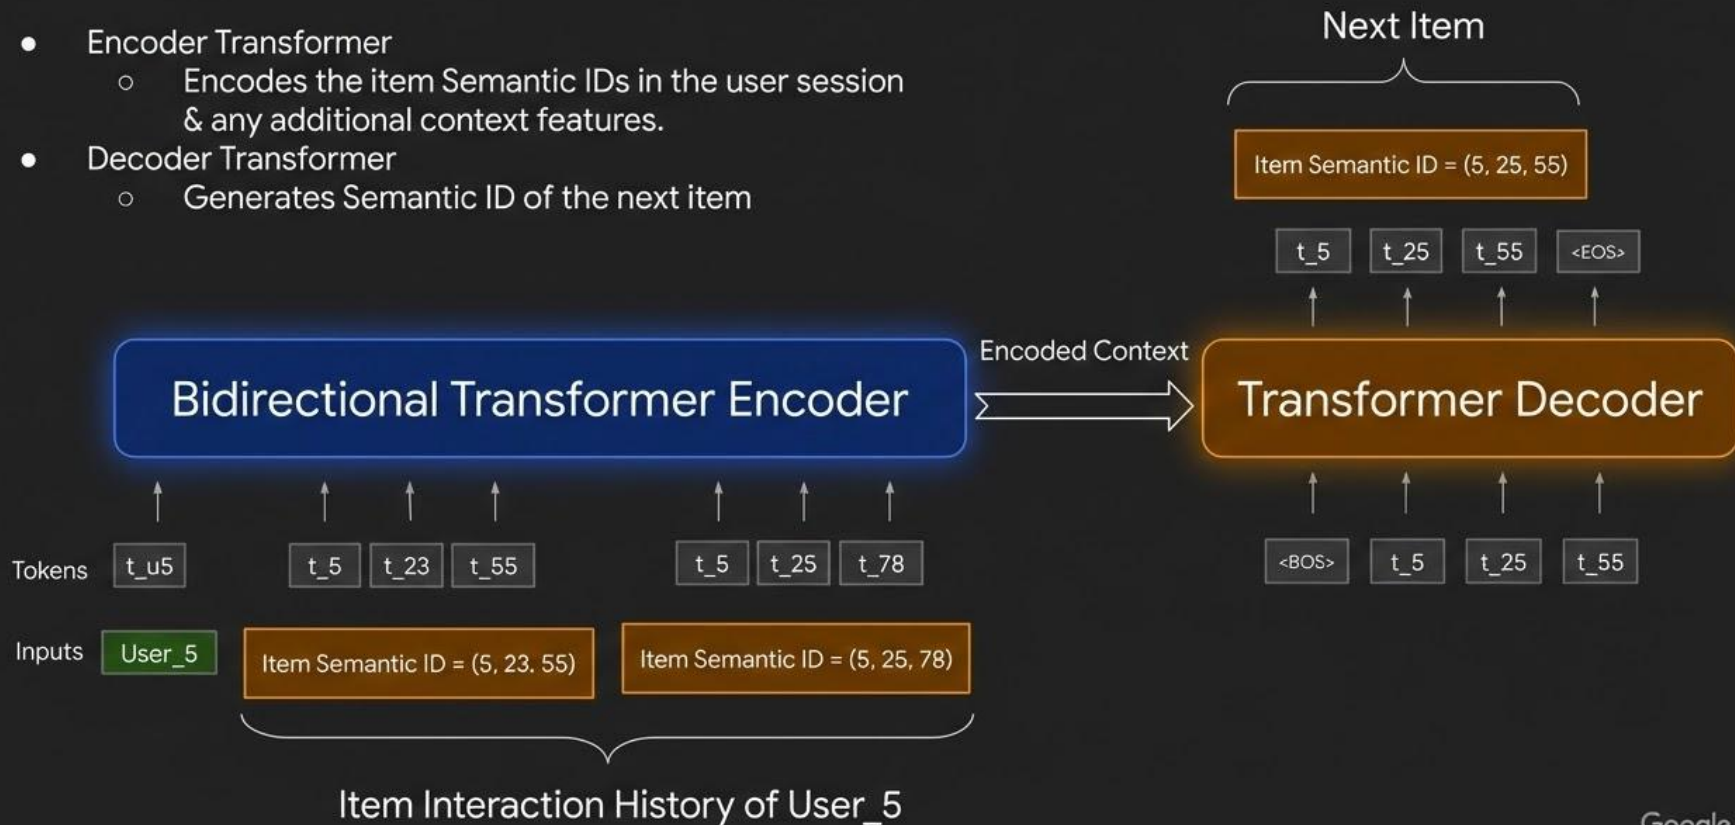 ● Encoder Transformer
○ Encodes the item Semantic IDs in the user session
& any additional context features.
● Decoder Transformer
○ Generates Semantic ID of the next item
Next Item
Item Semantic ID = (5, 25, 55)
t_5 t_25 t_55 <EOS>
Bidirectional Transformer Encoder
Encoded Context
Transformer Decoder
Tokens t_u5 t_5 t_23 t_55 t_5 t_25 t_78
<BOS> t_5 t_25 t_55
Inputs User_5 Item Semantic ID = (5, 23. 55) Item Semantic ID = (5, 25, 78)
Item Interaction History of User_5
Google